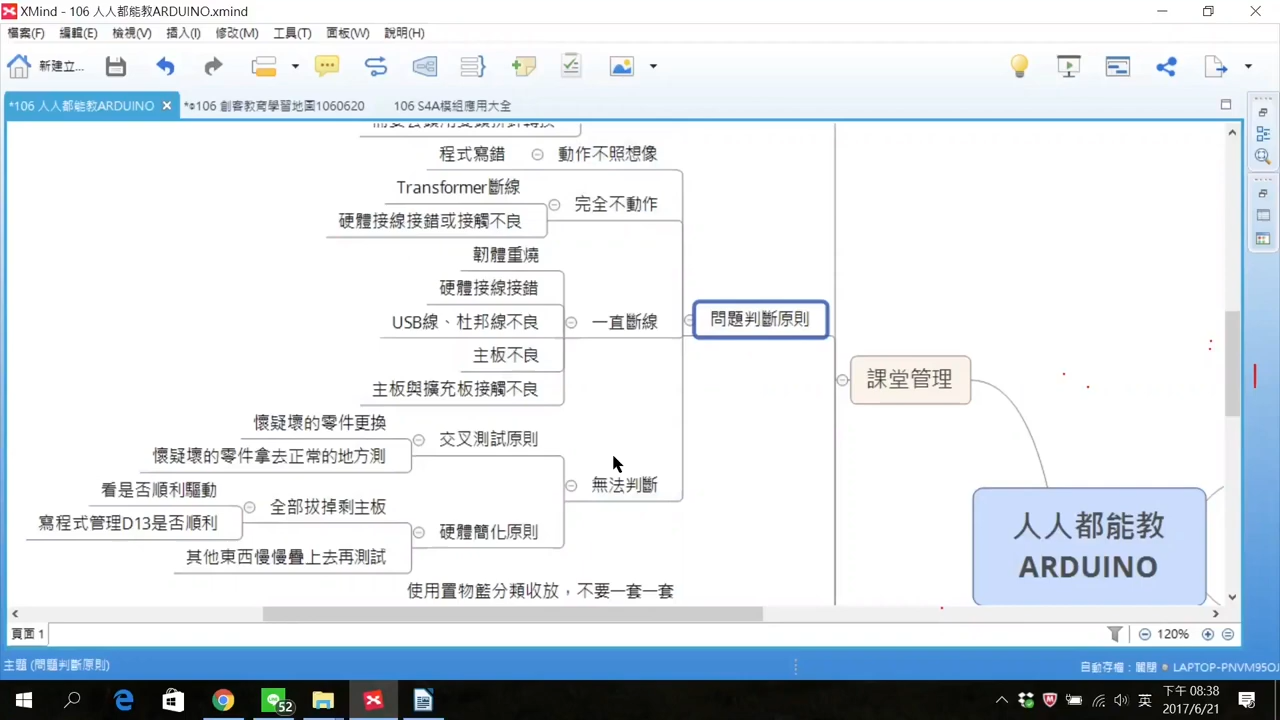 XMind - 106 人人都能教ARDUINO.xmind
檔案(F) 編輯(E) 檢視(V) 插入(I) 修改(M) 工具(T) 面板(W) 說明(H)
新建立...
*106 人人都能教ARDUINO
106 創客教育學習地圖1060620
106 S4A模組應用大全
程式寫錯
動作不照想像
Transformer斷線
完全不動作
硬體接線接錯或接觸不良
韌體重燒
硬體接線接錯
USB線、杜邦線不良
一直斷線
問題判斷原則
主板不良
課堂管理
主板與擴充板接觸不良
懷疑壞的零件更換
交叉測試原則
懷疑壞的零件拿去正常的地方測
無法判斷
看是否順利驅動
全部拔掉剩主板
寫程式管理D13是否順利
硬體簡化原則
其他東西慢慢疊上去再測試
人人都能教
ARDUINO
使用置物籃分類收放，不要一套一套
頁面 1
120%
主題 (問題判斷原則)
自動存檔：關閉
LAPTOP-PNVM95OJ
52
英
下午 08:38
2017/6/21